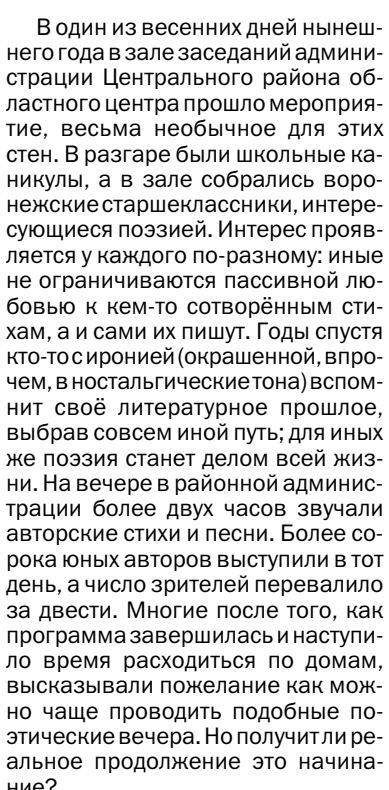 В один из весенних дней нынеш-
него года в зале заседаний админи-
страции Центрального района об-
ластного центра прошло мероприя-
тие, весьма необычное для этих
стен. В разгаре были школьные ка-
никулы, а в зале собрались воро-
нежские старшеклассники, интере-
сующиеся поэзией. Интерес прояв-
ляется у каждого по-разному: иные
не ограничиваются пассивной лю-
бовью к кем-то сотворённым сти-
хам, а и сами их пишут. Годы спустя
кто-то с иронией (окрашенной, впро-
чем, в ностальгические тона) вспом-
нит своё литературное прошлое,
выбрав совсем иной путь; для иных
же поэзия станет делом всей жиз-
ни. На вечере в районной админис-
трации более двух часов звучали
авторские стихи и песни. Более со-
рока юных авторов выступили в тот
день, а число зрителей перевалило
за двести. Многие после того, как
программа завершилась и наступи-
ло время расходиться по домам,
высказывали пожелание как мож-
но чаще проводить подобные по-
этические вечера. Но получит ли ре-
альное продолжение это начина-
ние?